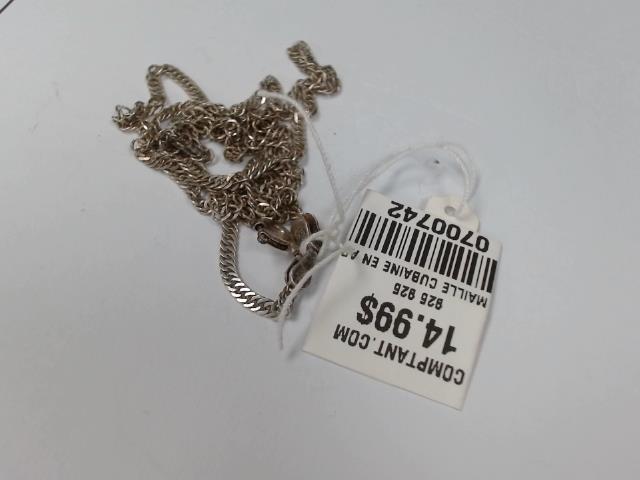 COMPTANT.COM
14.99$
925 925
MAILLE CUBAINE EN
0700742